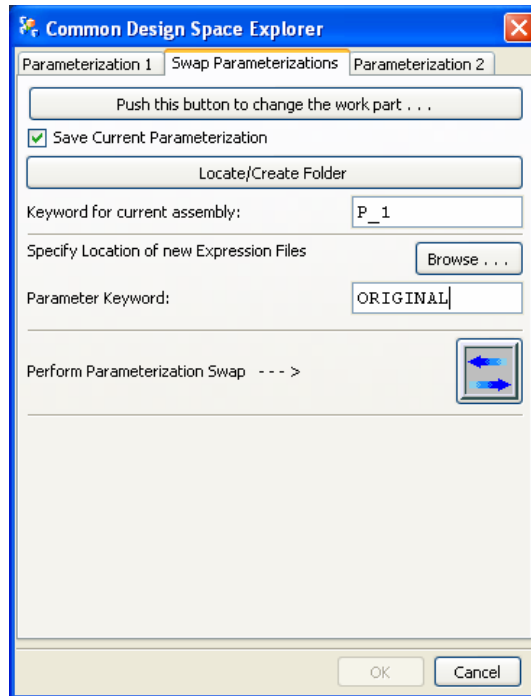 Common Design Space Explorer
Parameterization 1 Swap Parameterizations Parameterization 2
Push this button to change the work part . . .
Save Current Parameterization
Locate/Create Folder
Keyword for current assembly: P_1
Specify Location of new Expression Files Browse . . .
Parameter Keyword: ORIGINAL
Perform Parameterization Swap - - - >
OK Cancel